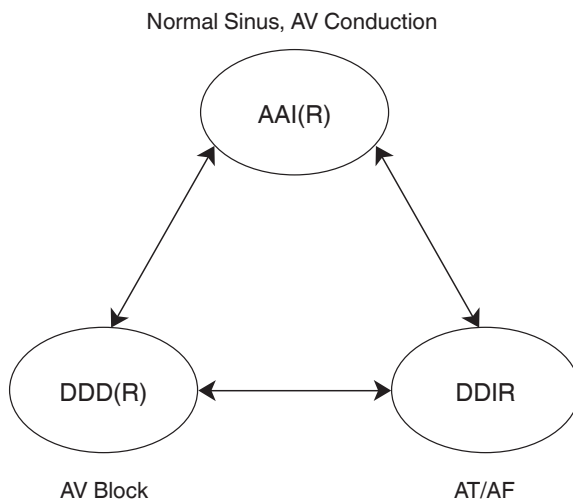 Normal Sinus, AV Conduction
AAI(R)
DDD(R)
DDIR
AV Block
AT/AF